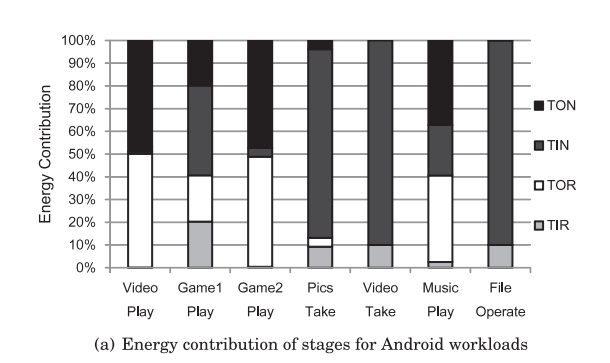 100%
90%
80%
70%
60%
50%
40%
30%
20%
10%
0%
Energy Contribution
Video Play
Game1 Play
Game2 Play
Pics Take
Video Take
Music Play
File Operate
TON
TIN
TOR
TIR
(a) Energy contribution of stages for Android workloads